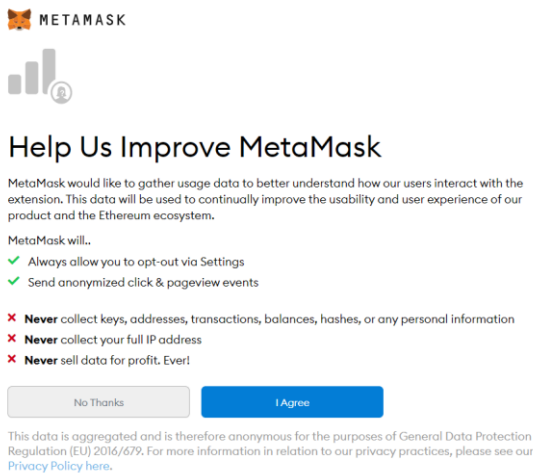 METAMASK
Help Us Improve MetaMask
MetaMask would like to gather usage data to better understand how our users interact with the
extension. This data will be used to continually improve the usability and user experience of our
product and the Ethereum ecosystem.
MetaMask will..
Always allow you to opt-out via Settings
Send anonymized click & pageview events
Never collect keys, addresses, transactions, balances, hashes, or any personal information
Never collect your full IP address
Never sell data for profit. Ever!
No Thanks
I Agree
This data is aggregated and is therefore anonymous for the purposes of General Data Protection
Regulation (EU) 2016/679. For more information in relation to our privacy practices, please see our
Privacy Policy here.